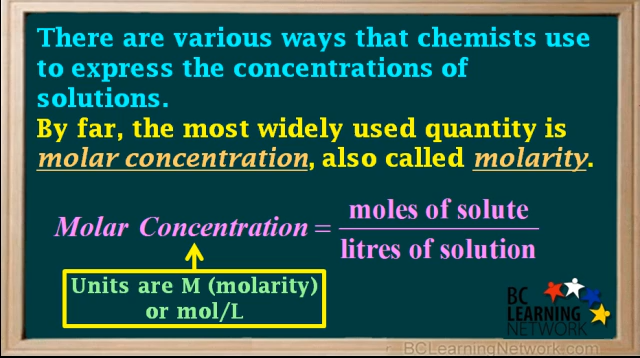 There are various ways that chemists use
to express the concentrations of
solutions.
By far, the most widely used quantity is
molar concentration, also called molarity.
Molar Concentration = moles of solute
litres of solution
Units are M (molarity)
or mol/L
BC
LEARNING
NETWORK
BCLearningNetwork.com